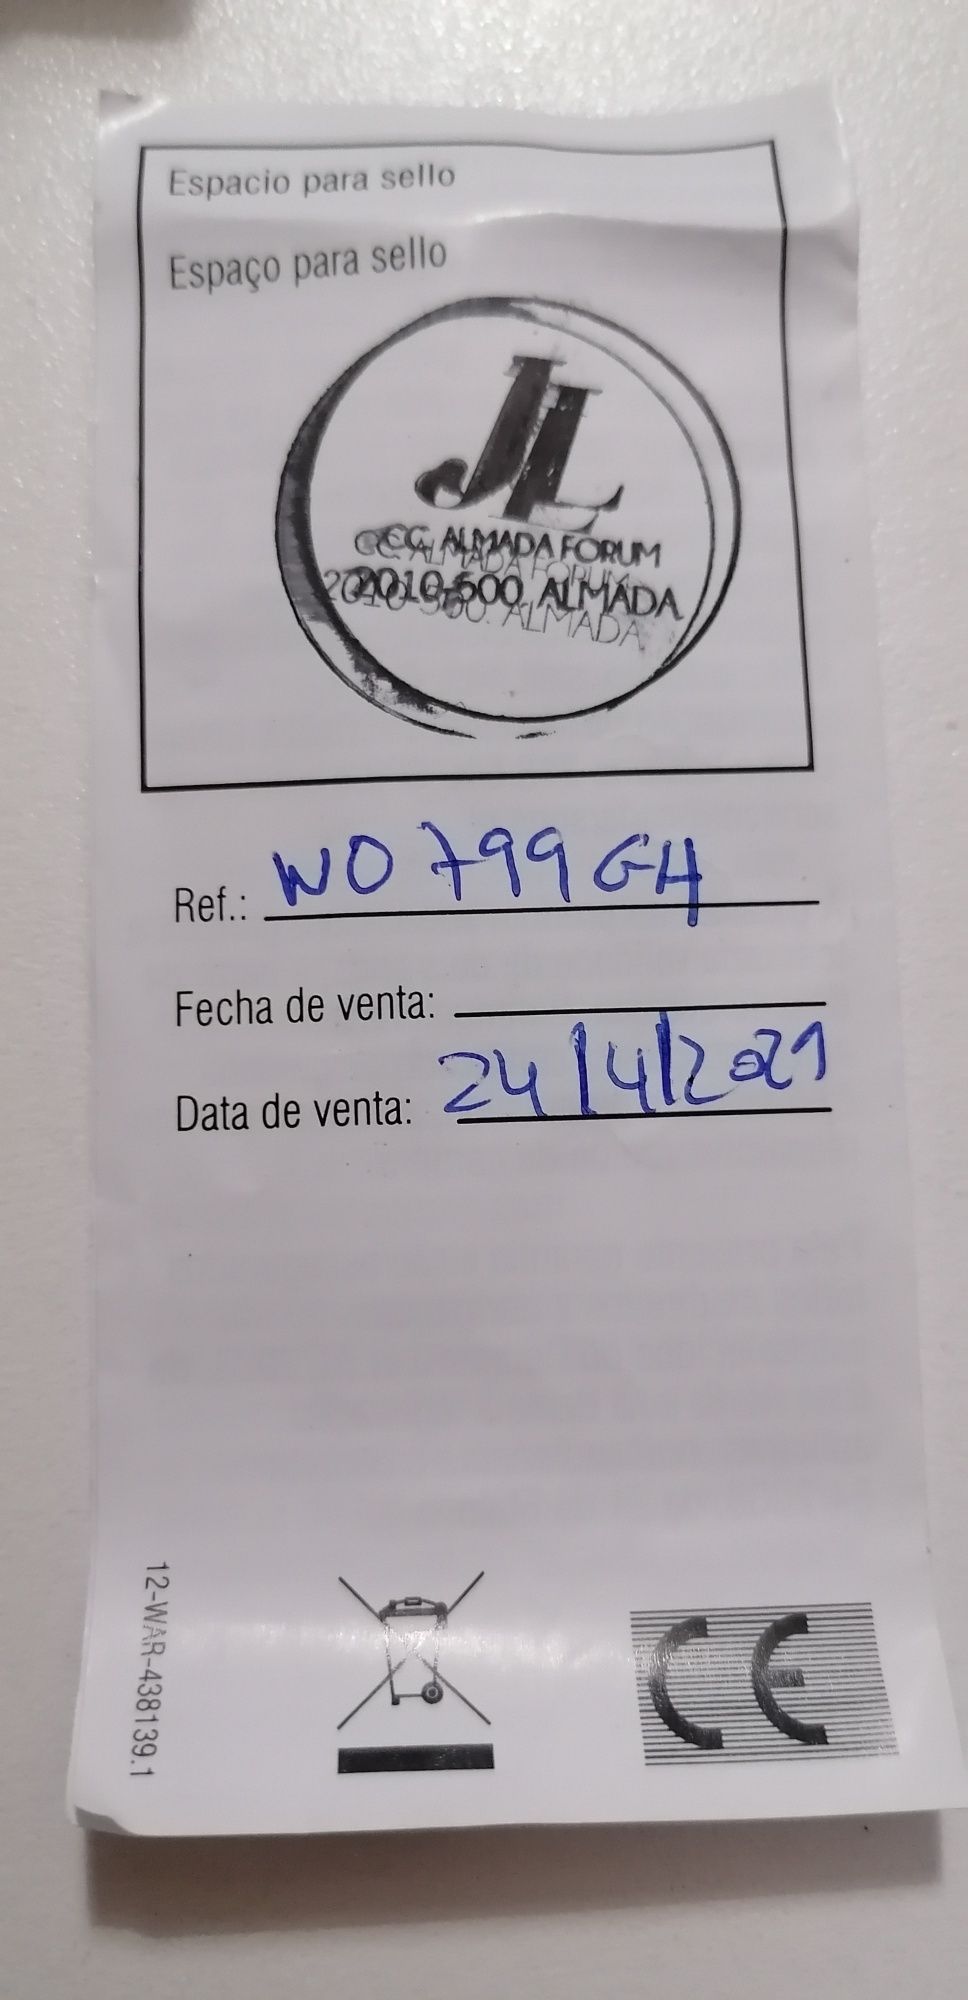 Espacio para sello
Espaço para sello
JL
CC. ALMADA FORUM
2010-500. ALMADA
Ref.: W0799G4
Fecha de venta:
Data de venta: 24/4/2021
12-WAR-438139.1
CE